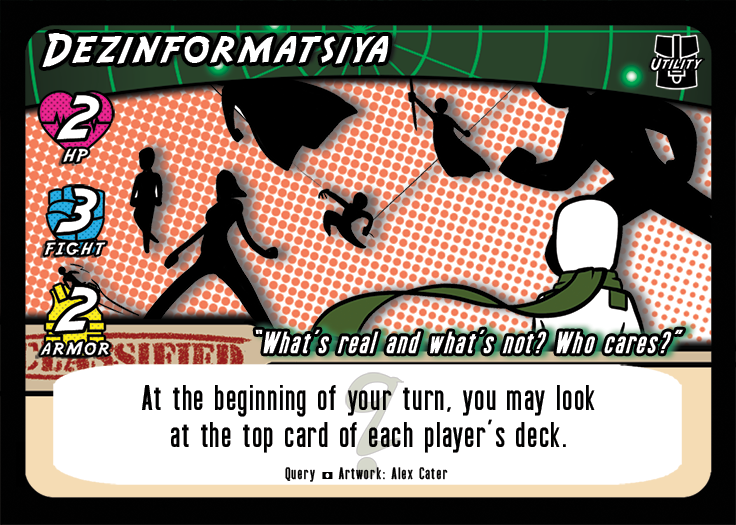 Dezinformatsiya
UTILITY
2
HP
3
FIGHT
2
ARMOR
CLASSIFIED
"What's real and what's not? Who cares?"
?
At the beginning of your turn, you may look
at the top card of each player's deck.
Query Artwork: Alex Cater